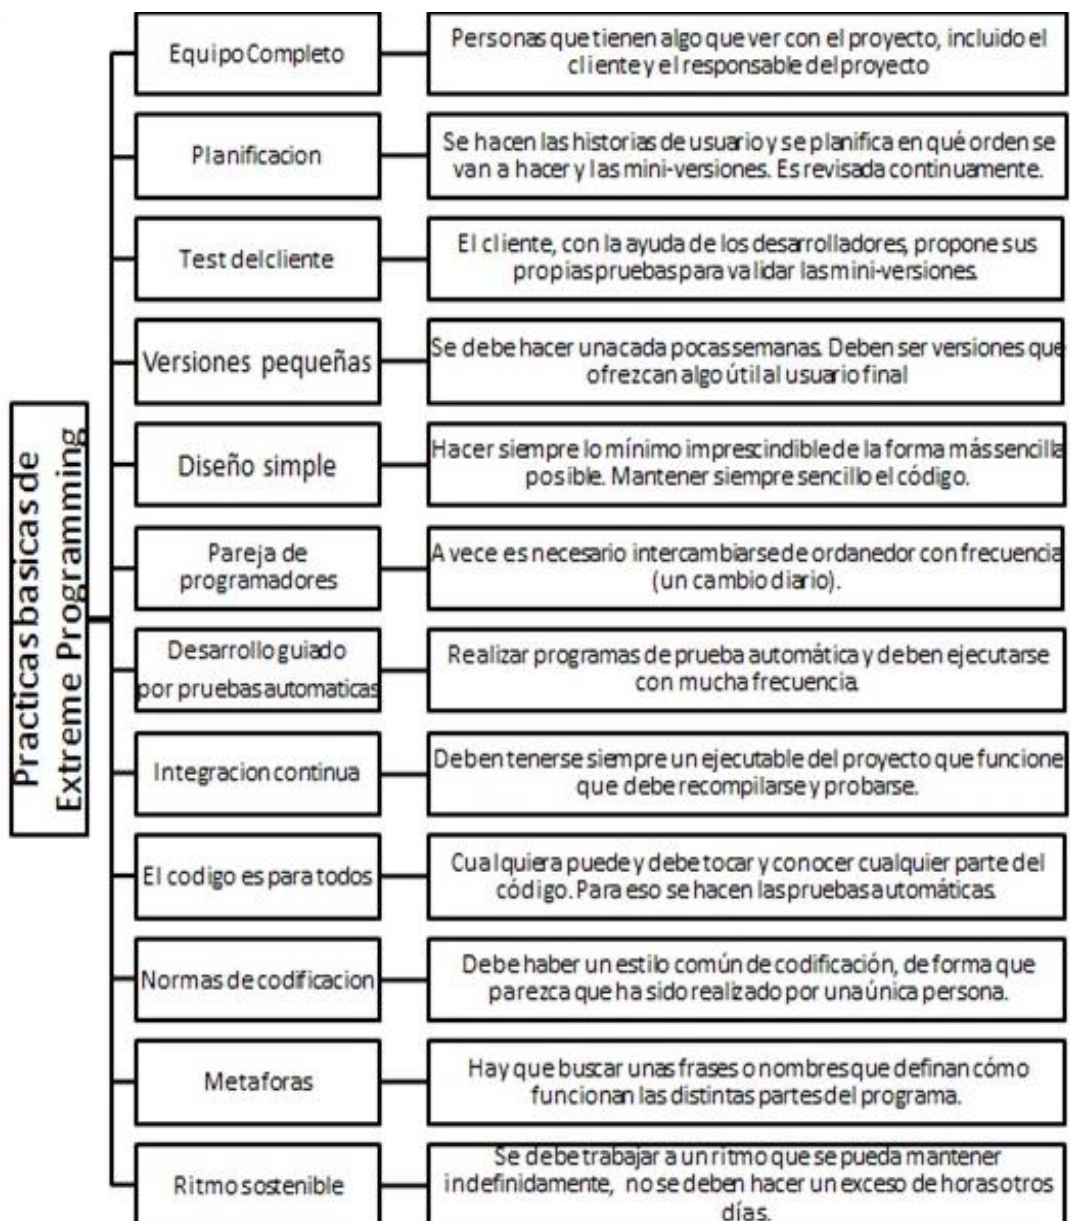 Practicas basicas de
Extreme Programming
Equipo Completo
Personas que tienen algo que ver con el proyecto, incluido el
cliente y el responsable del proyecto
Planificacion
Se hacen las historias de usuario y se planifica en qué orden se
van a hacer y las mini-versiones. Es revisada continuamente.
Test del cliente
El cliente, con la ayuda de los desarrolladores, propone sus
propias pruebas para validar las mini-versiones.
Versiones pequeñas
Se debe hacer una cada pocas semanas. Deben ser versiones que
ofrezcan algo útil al usuario final
Diseño simple
Hacer siempre lo mínimo imprescindible de la forma más sencilla
posible. Mantener siempre sencillo el código.
Pareja de
programadores
A vece es necesario intercambiarse de ordanedor con frecuencia
(un cambio diario).
Desarrollo guiado
por pruebas automaticas
Realizar programas de prueba automática y deben ejecutarse
con mucha frecuencia.
Integracion continua
Deben tenerse siempre un ejecutable del proyecto que funcione
que debe recompilarse y probarse.
El codigo es para todos
Cualquiera puede y debe tocar y conocer cualquier parte del
código. Para eso se hacen las pruebas automáticas.
Normas de codificacion
Debe haber un estilo común de codificación, de forma que
parezca que ha sido realizado por una única persona.
Metaforas
Hay que buscar unas frases o nombres que definan cómo
funcionan las distintas partes del programa.
Ritmo sostenible
Se debe trabajar a un ritmo que se pueda mantener
indefinidamente, no se deben hacer un exceso de horas otros
días.